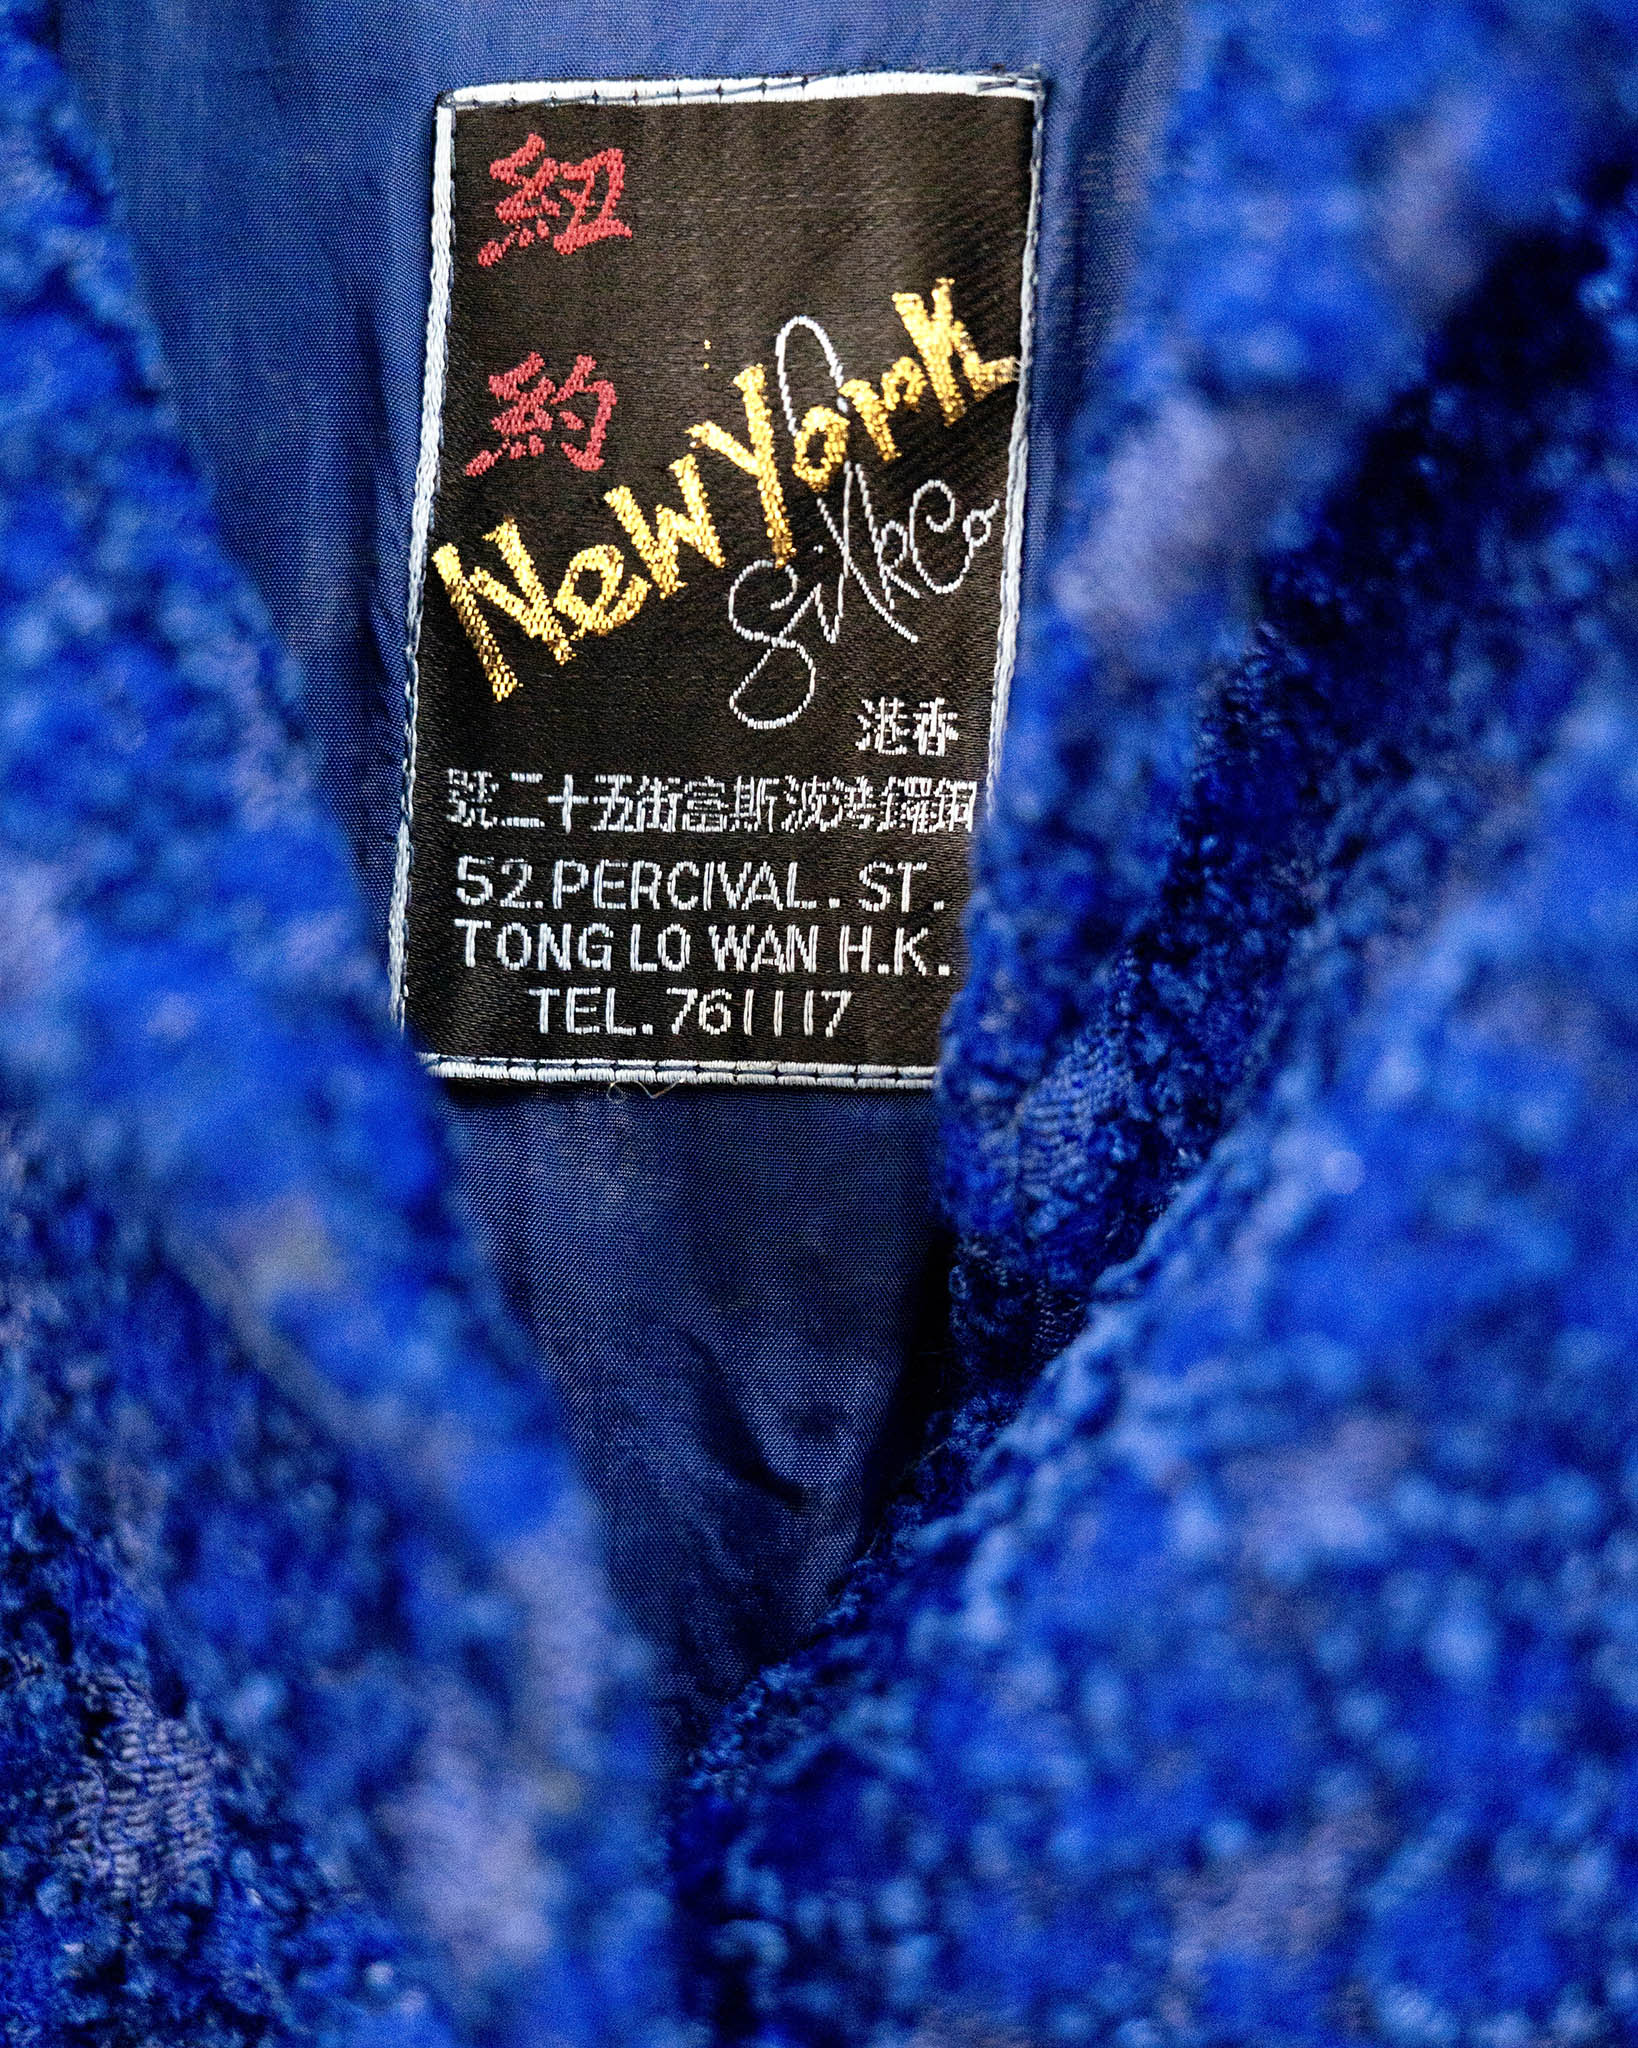 紐
約
New York
Silk Co
港香
號二十五街富斯波湾鑼銅
52.PERCIVAL. ST.
TONG LO WAN H.K.
TEL. 761117